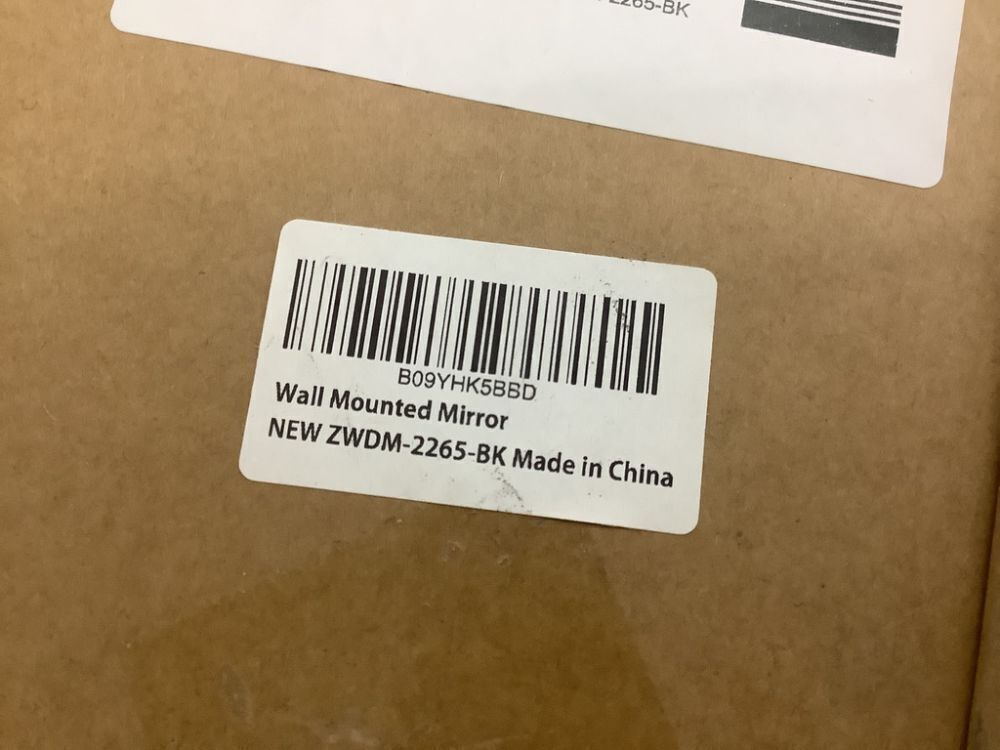 2265-BK
B09YHK5BBD
Wall Mounted Mirror
NEW ZWDM-2265-BK Made in China